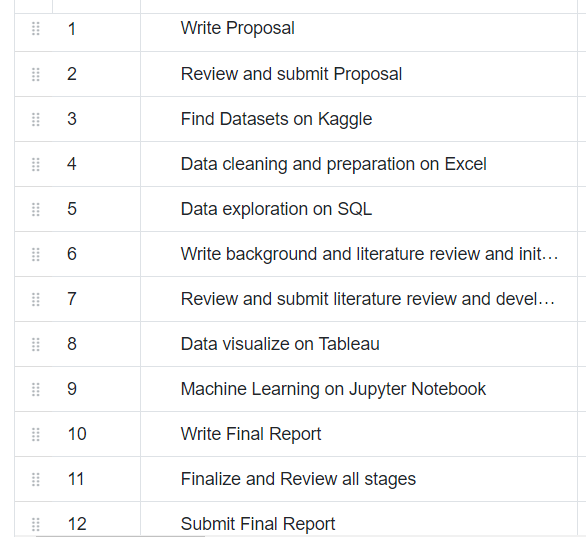 1 Write Proposal
2 Review and submit Proposal
3 Find Datasets on Kaggle
4 Data cleaning and preparation on Excel
5 Data exploration on SQL
6 Write background and literature review and init...
7 Review and submit literature review and devel...
8 Data visualize on Tableau
9 Machine Learning on Jupyter Notebook
10 Write Final Report
11 Finalize and Review all stages
12 Submit Final Report